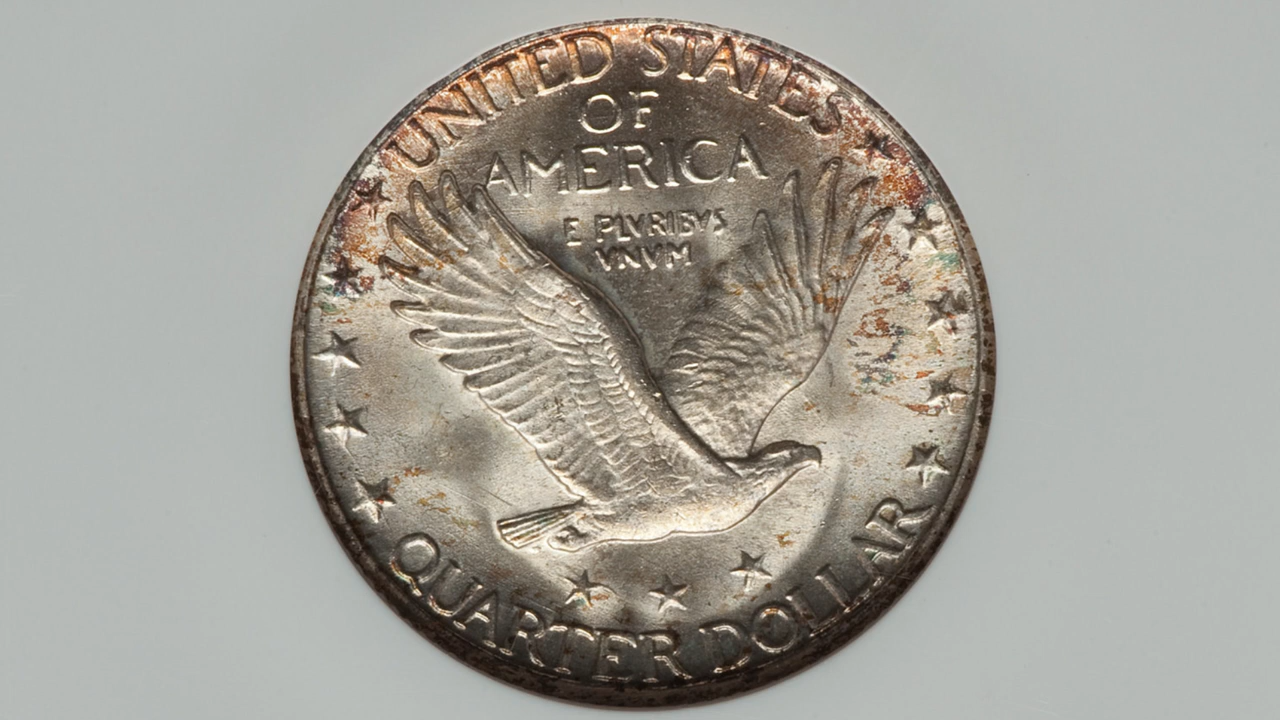 UNITED STATES
OF
AMERICA
E PLVRIBVS
VNVM
QUARTER DOLLAR